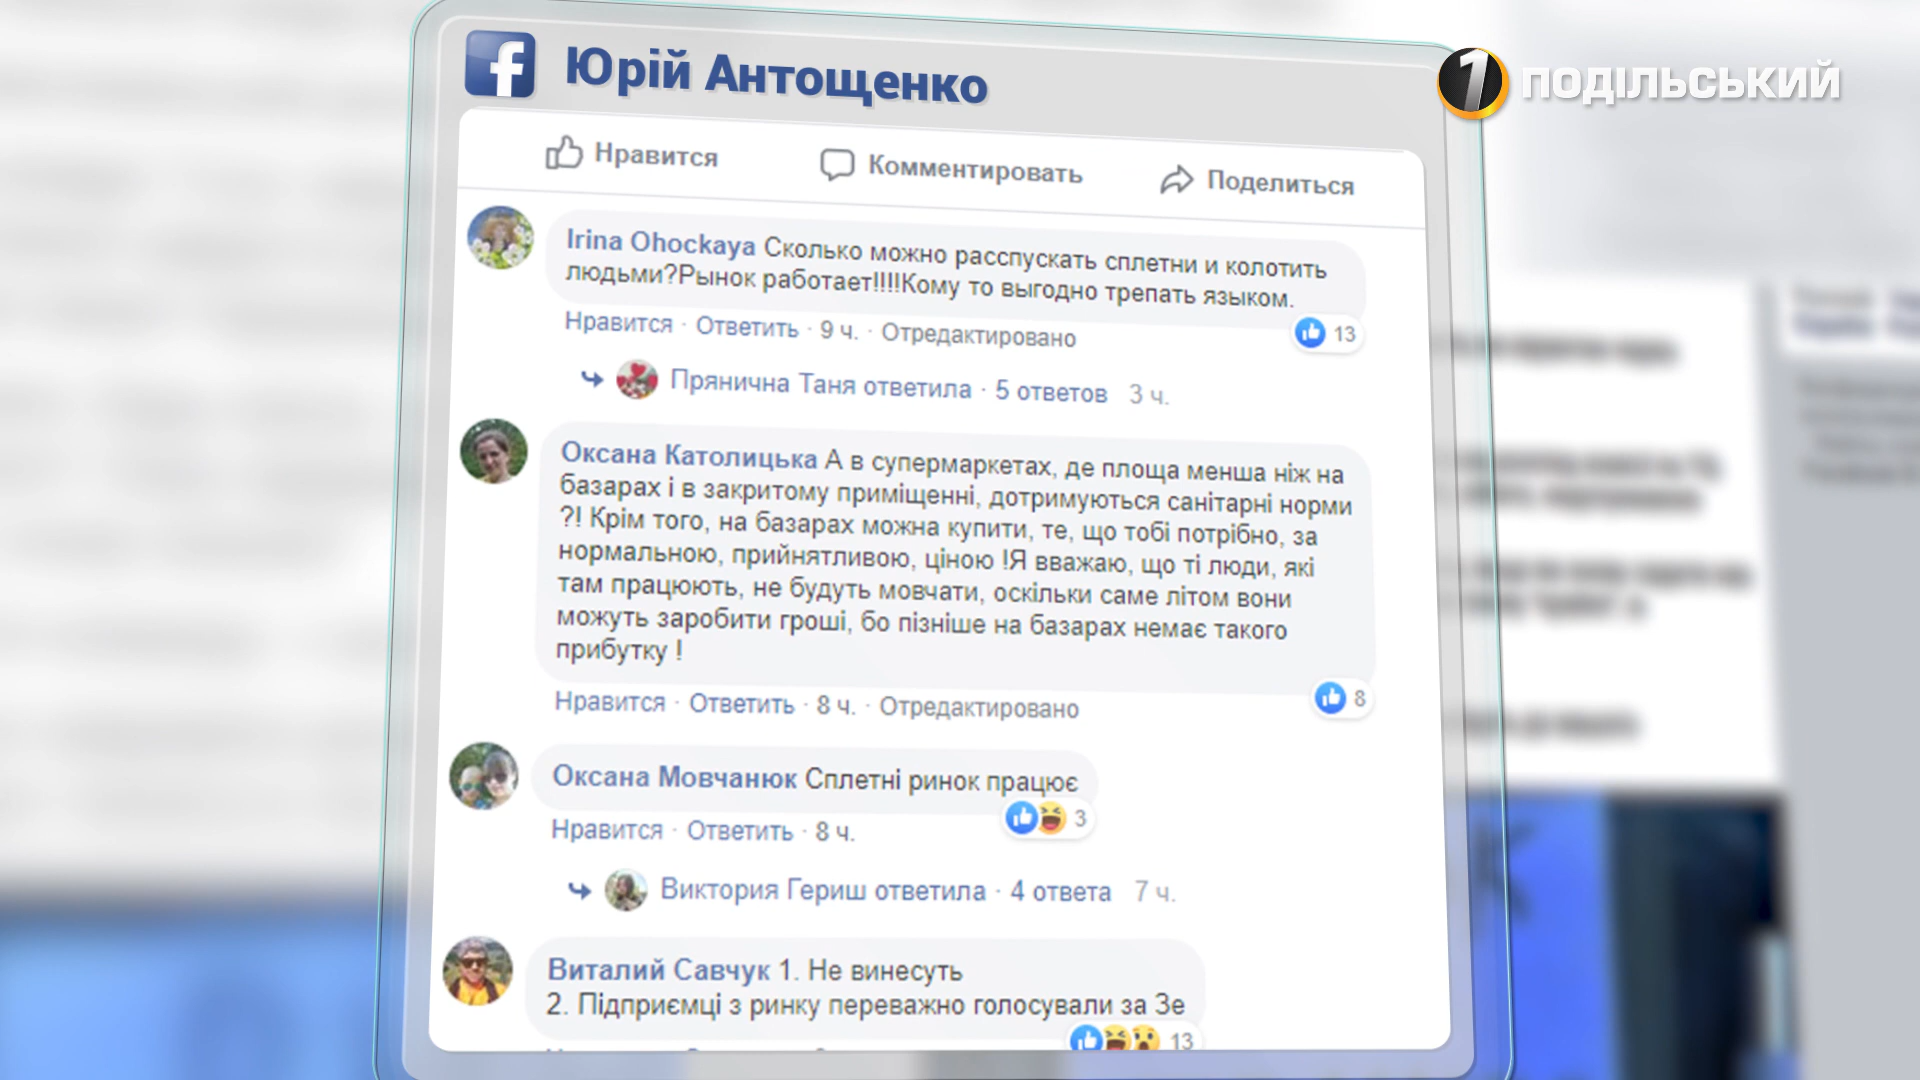 Юрій Антощенко
1 ПОДІЛЬСЬКИЙ
Нравится Комментировать Поделиться
Irina Ohockaya Сколько можно расспускать сплетни и колотить
людьми?Рынок работает!!!!Кому то выгодно трепать языком.
Нравится · Ответить · 9 ч. · Отредактировано 13
Прянична Таня ответила · 5 ответов 3 ч.
Оксана Католицька А в супермаркетах, де площа менша ніж на
базарах і в закритому приміщенні, дотримуються санітарні норми
?! Крім того, на базарах можна купити, те, що тобі потрібно, за
нормальною, прийнятливою, ціною !Я вважаю, що ті люди, які
там працюють, не будуть мовчати, оскільки саме літом вони
можуть заробити гроші, бо пізніше на базарах немає такого
прибутку !
Нравится · Ответить · 8 ч. · Отредактировано 8
Оксана Мовчанюк Сплетні ринок працює
3
Нравится · Ответить · 8 ч.
Виктория Гериш ответила · 4 ответа 7 ч.
Виталий Савчук 1. Не винесуть
2. Підприємці з ринку переважно голосували за Зе
13